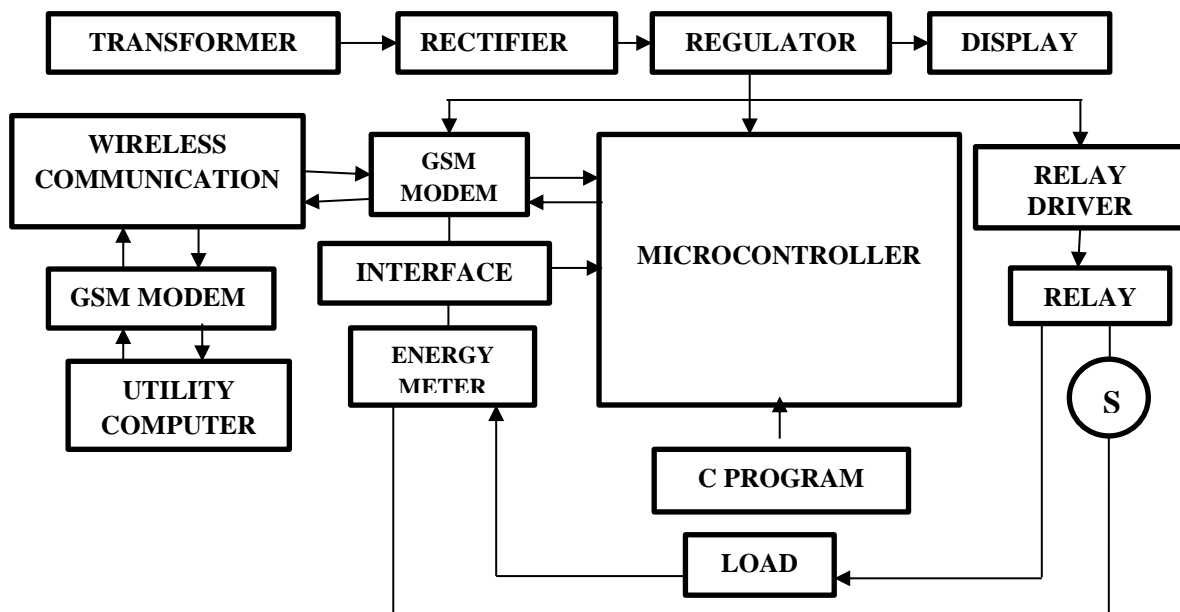 TRANSFORMER
RECTIFIER
REGULATOR
DISPLAY
WIRELESS
COMMUNICATION
GSM
MODEM
MICROCONTROLLER
RELAY
DRIVER
INTERFACE
GSM MODEM
RELAY
ENERGY
METER
UTILITY
COMPUTER
S
C PROGRAM
LOAD